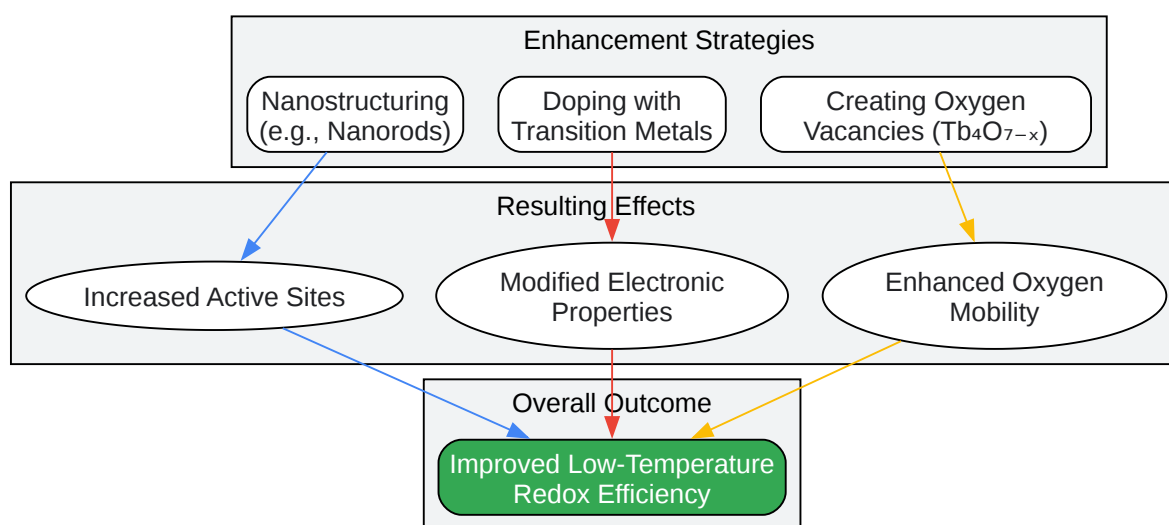 Enhancement Strategies
Nanostructuring
(e.g., Nanorods)
Doping with
Transition Metals
Creating Oxygen
Vacancies (Tb₄O₇₋ₓ)
Resulting Effects
Increased Active Sites
Modified Electronic
Properties
Enhanced Oxygen
Mobility
Overall Outcome
Improved Low-Temperature
Redox Efficiency